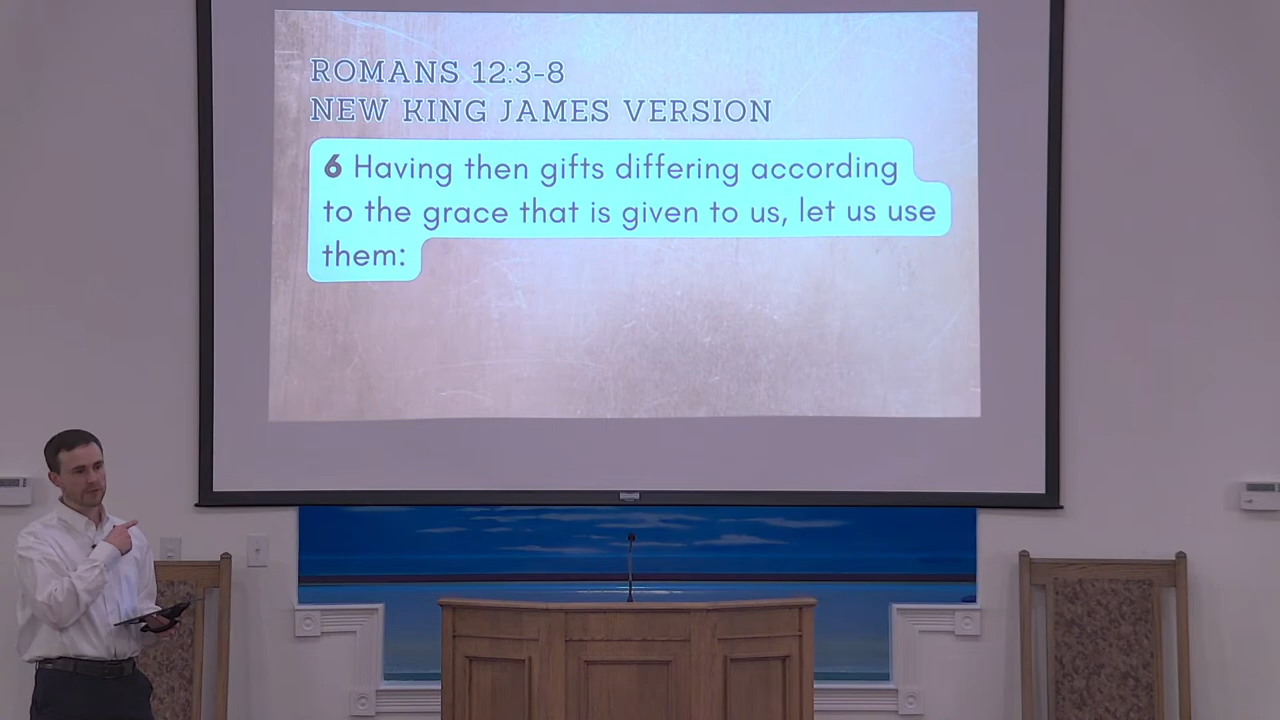 ROMANS 12:3-8
NEW KING JAMES VERSION
6 Having then gifts differing according
to the grace that is given to us, let us use
them: